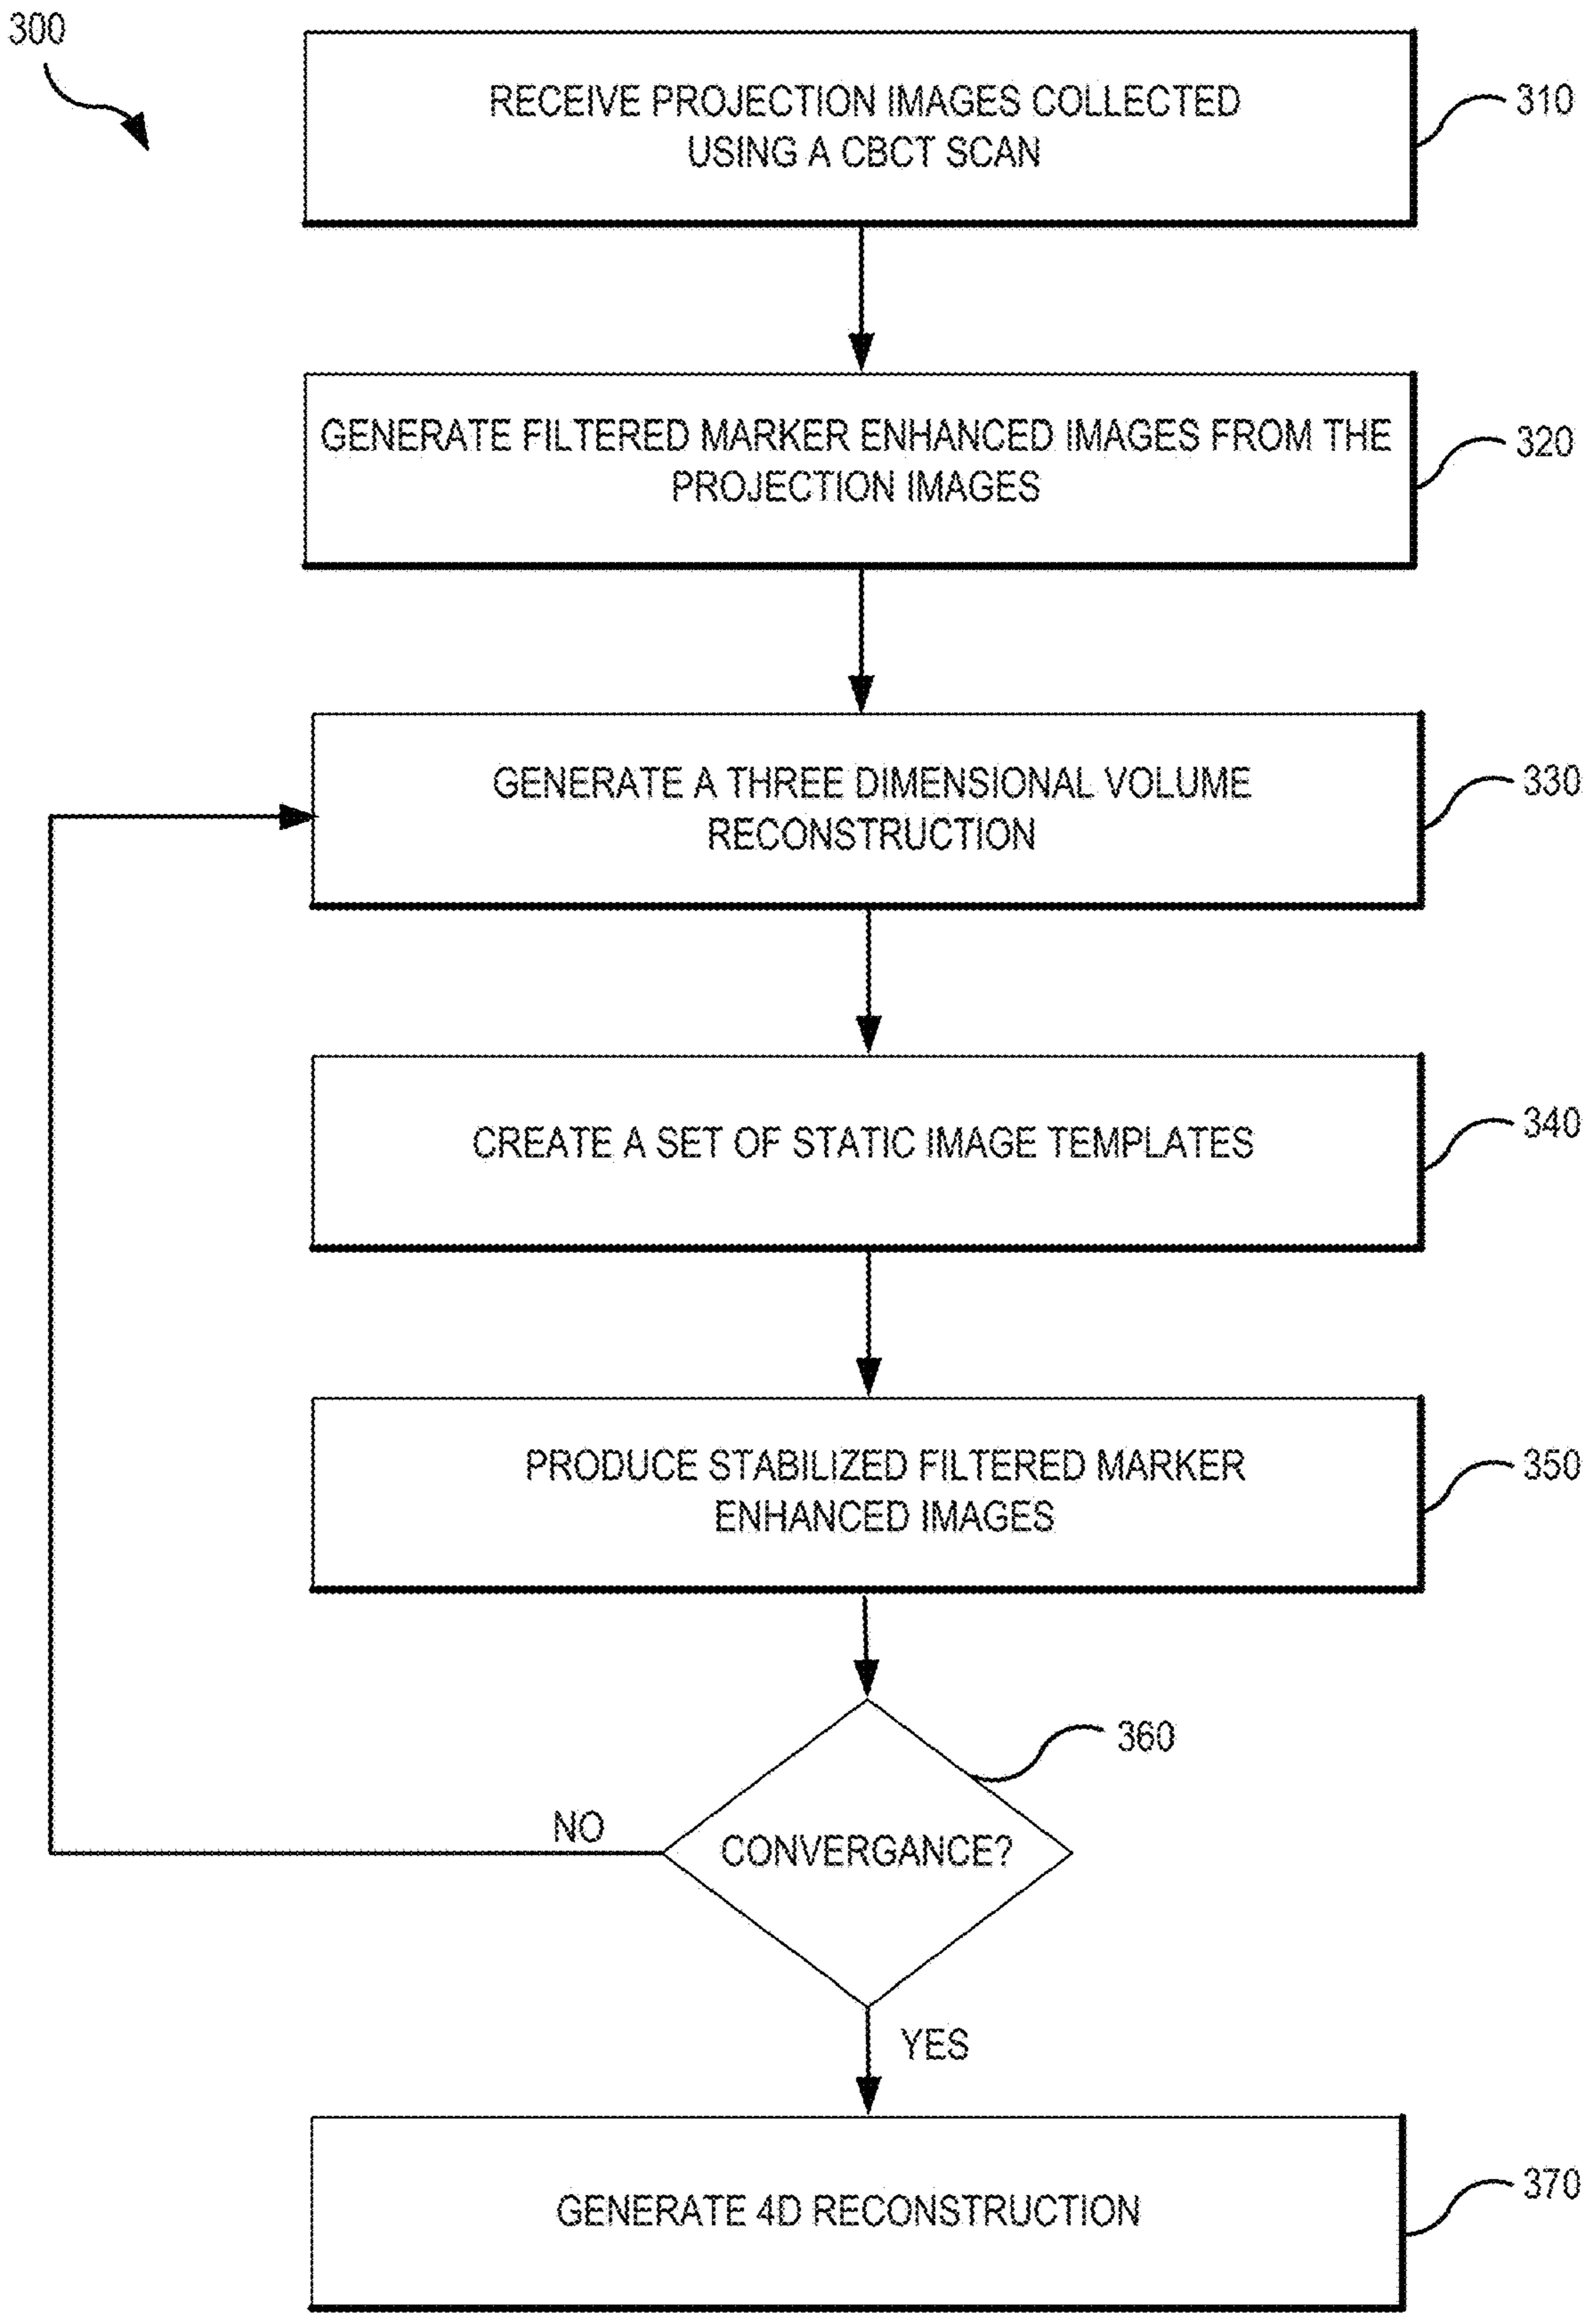 300
RECEIVE PROJECTION IMAGES COLLECTED
USING A CBCT SCAN
310
GENERATE FILTERED MARKER ENHANCED IMAGES FROM THE
PROJECTION IMAGES
320
GENERATE A THREE DIMENSIONAL VOLUME
RECONSTRUCTION
330
CREATE A SET OF STATIC IMAGE TEMPLATES
340
PRODUCE STABILIZED FILTERED MARKER
ENHANCED IMAGES
350
360
NO
CONVERGANCE?
YES
GENERATE 4D RECONSTRUCTION
370